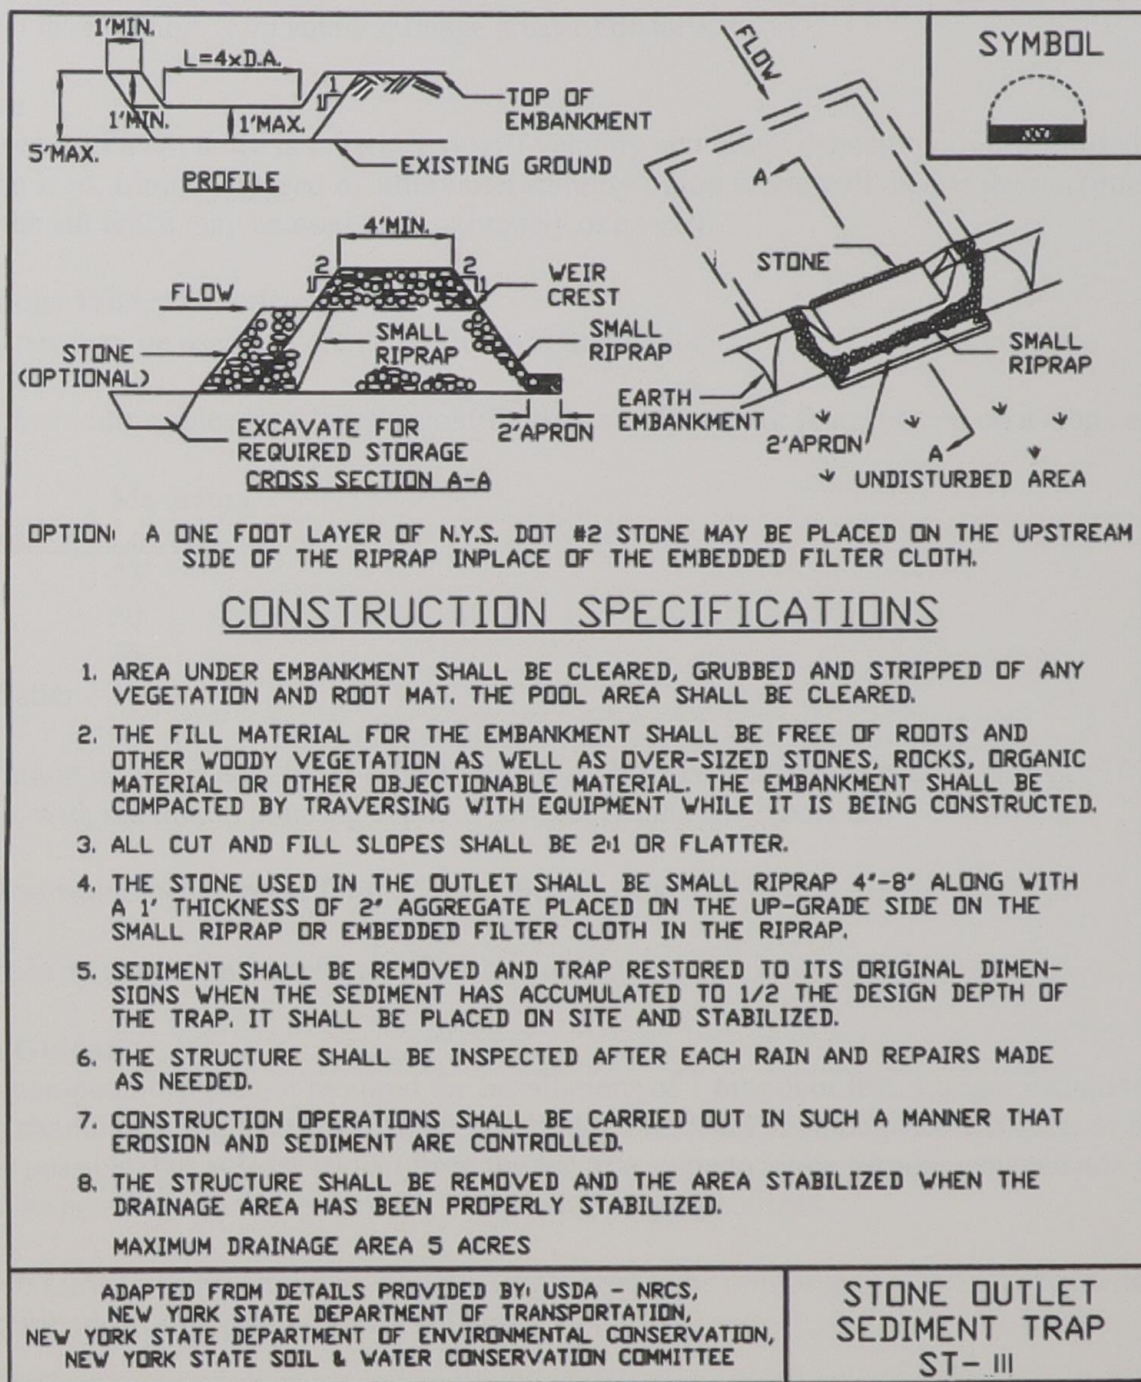 1'MIN.
L=4xD.A.
1
1
1'MIN.
1'MAX.
5'MAX.
TOP OF
EMBANKMENT
EXISTING GROUND
PROFILE
FLOW
SYMBOL
A
STONE
SMALL
RIPRAP
EARTH
EMBANKMENT
2'APRON
A
UNDISTURBED AREA
4'MIN.
2
1
2
1
FLOW
WEIR
CREST
SMALL
RIPRAP
SMALL
RIPRAP
STONE
(OPTIONAL)
EXCAVATE FOR
REQUIRED STORAGE
2'APRON
CROSS SECTION A-A
OPTION: A ONE FOOT LAYER OF N.Y.S. DOT #2 STONE MAY BE PLACED ON THE UPSTREAM
SIDE OF THE RIPRAP INPLACE OF THE EMBEDDED FILTER CLOTH.
CONSTRUCTION SPECIFICATIONS
1. AREA UNDER EMBANKMENT SHALL BE CLEARED, GRUBBED AND STRIPPED OF ANY
VEGETATION AND ROOT MAT. THE POOL AREA SHALL BE CLEARED.
2. THE FILL MATERIAL FOR THE EMBANKMENT SHALL BE FREE OF ROOTS AND
OTHER WOODY VEGETATION AS WELL AS OVER-SIZED STONES, ROCKS, ORGANIC
MATERIAL OR OTHER OBJECTIONABLE MATERIAL. THE EMBANKMENT SHALL BE
COMPACTED BY TRAVERSING WITH EQUIPMENT WHILE IT IS BEING CONSTRUCTED.
3. ALL CUT AND FILL SLOPES SHALL BE 2:1 OR FLATTER.
4. THE STONE USED IN THE OUTLET SHALL BE SMALL RIPRAP 4"-8" ALONG WITH
A 1' THICKNESS OF 2" AGGREGATE PLACED ON THE UP-GRADE SIDE ON THE
SMALL RIPRAP OR EMBEDDED FILTER CLOTH IN THE RIPRAP.
5. SEDIMENT SHALL BE REMOVED AND TRAP RESTORED TO ITS ORIGINAL DIMEN-
SIONS WHEN THE SEDIMENT HAS ACCUMULATED TO 1/2 THE DESIGN DEPTH OF
THE TRAP. IT SHALL BE PLACED ON SITE AND STABILIZED.
6. THE STRUCTURE SHALL BE INSPECTED AFTER EACH RAIN AND REPAIRS MADE
AS NEEDED.
7. CONSTRUCTION OPERATIONS SHALL BE CARRIED OUT IN SUCH A MANNER THAT
EROSION AND SEDIMENT ARE CONTROLLED.
8. THE STRUCTURE SHALL BE REMOVED AND THE AREA STABILIZED WHEN THE
DRAINAGE AREA HAS BEEN PROPERLY STABILIZED.
MAXIMUM DRAINAGE AREA 5 ACRES
ADAPTED FROM DETAILS PROVIDED BY: USDA - NRCS,
NEW YORK STATE DEPARTMENT OF TRANSPORTATION,
NEW YORK STATE DEPARTMENT OF ENVIRONMENTAL CONSERVATION,
NEW YORK STATE SOIL & WATER CONSERVATION COMMITTEE
STONE OUTLET
SEDIMENT TRAP
ST- III